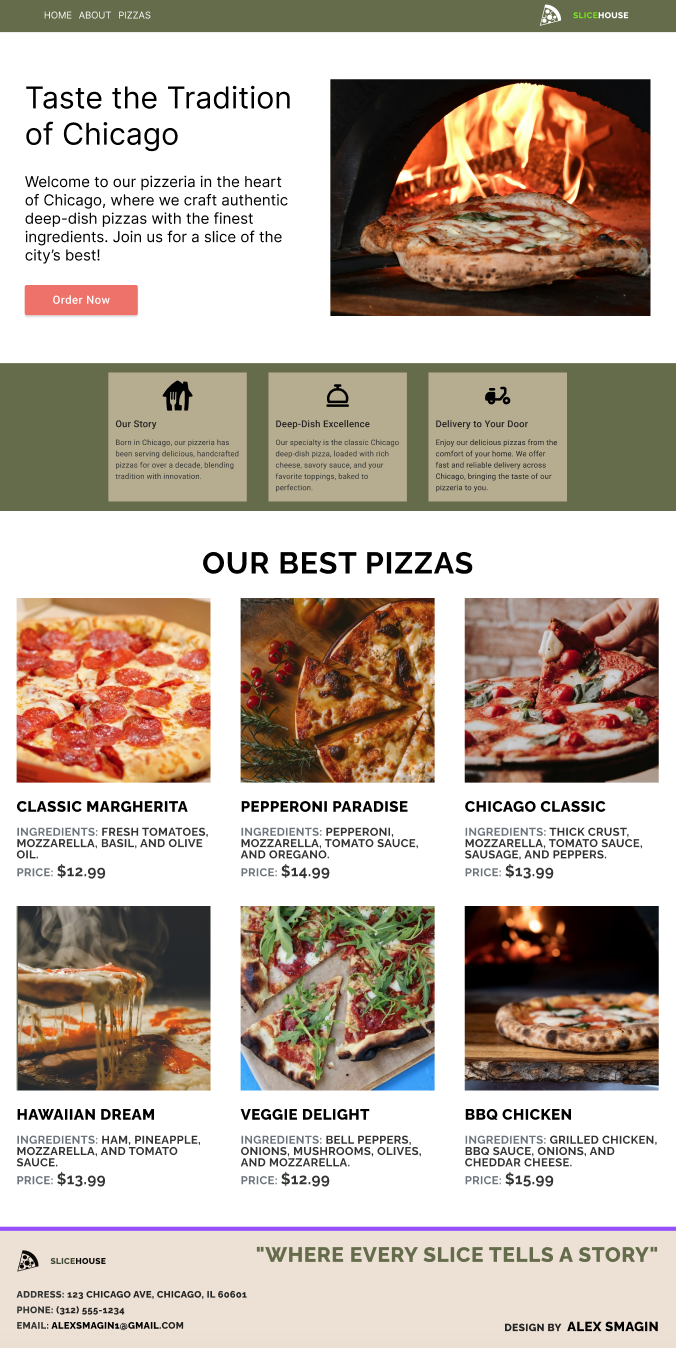 HOME ABOUT PIZZAS
SLICEHOUSE
Taste the Tradition
of Chicago
Welcome to our pizzeria in the heart
of Chicago, where we craft authentic
deep-dish pizzas with the finest
ingredients. Join us for a slice of the
city's best!
Order Now
Our Story
Born in Chicago, our pizzeria has
been serving delicious, handcrafted
pizzas for over a decade, blending
tradition with innovation.
Deep-Dish Excellence
Our specialty is the classic Chicago
deep-dish pizza, loaded with rich
cheese, savory sauce, and your
favorite toppings, baked to
perfection.
Delivery to Your Door
Enjoy our delicious pizzas from the
comfort of your home. We offer
fast and reliable delivery across
Chicago, bringing the taste of our
pizzeria to you.
OUR BEST PIZZAS
CLASSIC MARGHERITA
INGREDIENTS: FRESH TOMATOES,
MOZZARELLA, BASIL, AND OLIVE
OIL.
PRICE: $12.99
PEPPERONI PARADISE
INGREDIENTS: PEPPERONI,
MOZZARELLA, TOMATO SAUCE,
AND OREGANO.
PRICE: $14.99
CHICAGO CLASSIC
INGREDIENTS: THICK CRUST,
MOZZARELLA, TOMATO SAUCE,
SAUSAGE, AND PEPPERS.
PRICE: $13.99
HAWAIIAN DREAM
INGREDIENTS: HAM, PINEAPPLE,
MOZZARELLA, AND TOMATO
SAUCE.
PRICE: $13.99
VEGGIE DELIGHT
INGREDIENTS: BELL PEPPERS,
ONIONS, MUSHROOMS, OLIVES,
AND MOZZARELLA.
PRICE: $12.99
BBQ CHICKEN
INGREDIENTS: GRILLED CHICKEN,
BBQ SAUCE, ONIONS, AND
CHEDDAR CHEESE.
PRICE: $15.99
SLICEHOUSE
"WHERE EVERY SLICE TELLS A STORY"
ADDRESS: 123 CHICAGO AVE, CHICAGO, IL 60601
PHONE: (312) 555-1234
EMAIL: ALEXSMAGIN1@GMAIL.COM
DESIGN BY ALEX SMAGIN